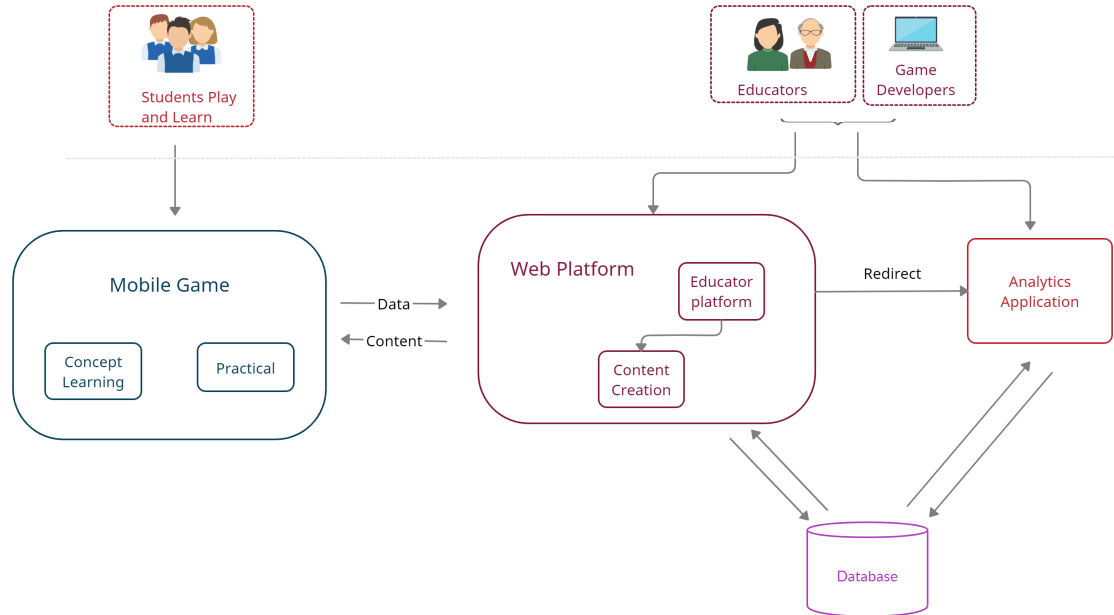 Students Play
and Learn
Educators
Game
Developers
Mobile Game
Concept
Learning
Practical
Data
Content
Web Platform
Educator
platform
Content
Creation
Redirect
Analytics
Application
Database